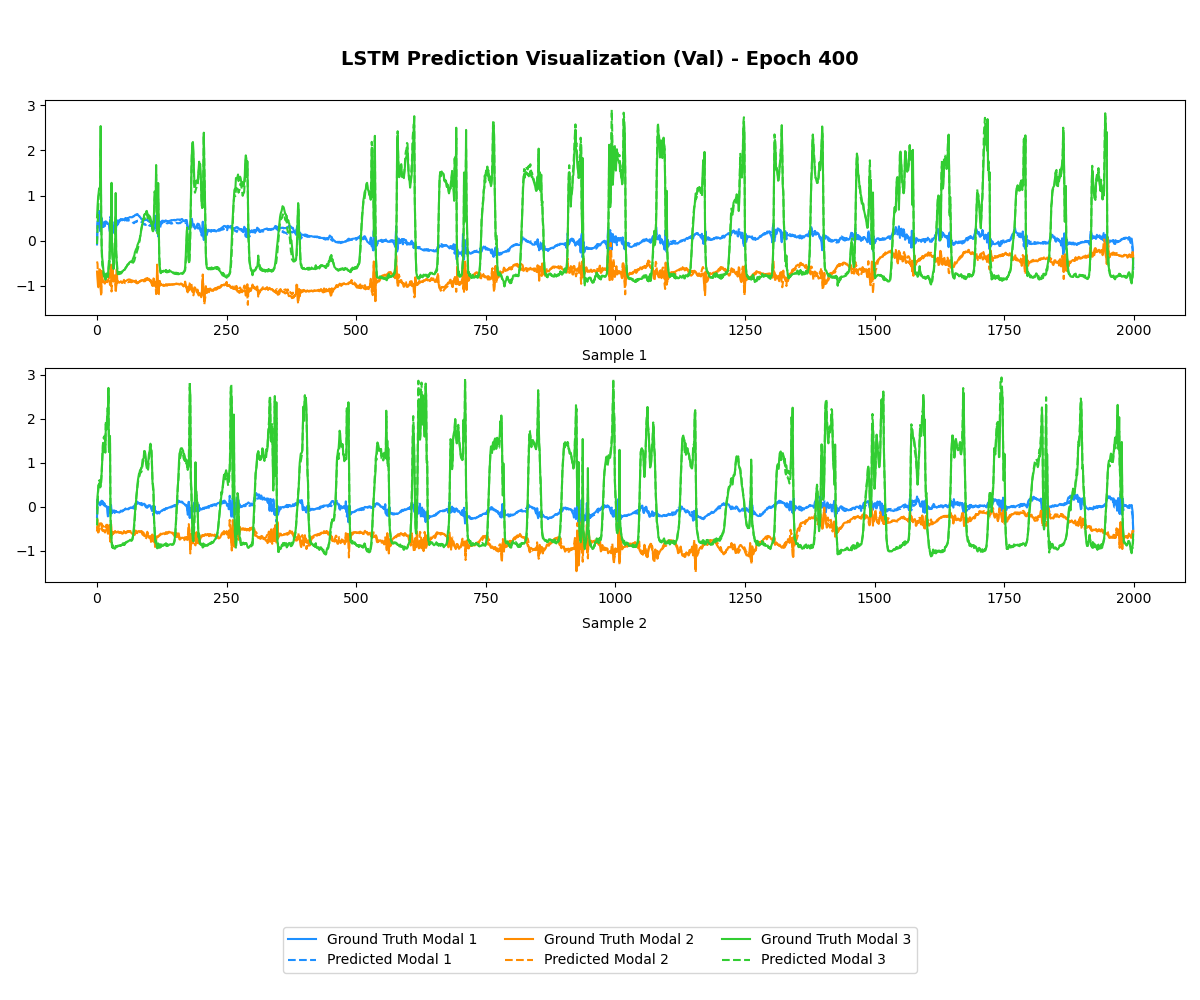 LSTM Prediction Visualization (Val) - Epoch 400
3
2
1
0
−1
0 250 500 750 1000 1250 1500 1750 2000
Sample 1
3
2
1
0
−1
0 250 500 750 1000 1250 1500 1750 2000
Sample 2
Ground Truth Modal 1 Ground Truth Modal 2 Ground Truth Modal 3
Predicted Modal 1 Predicted Modal 2 Predicted Modal 3